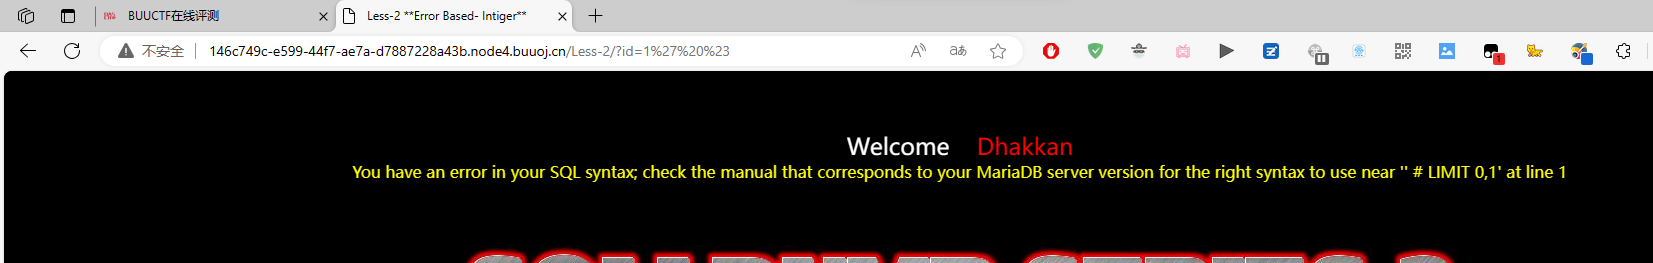 BUUCTF在线评测
Less-2 **Error Based- Intiger**
不安全 146c749c-e599-44f7-ae7a-d7887228a43b.node4.buuoj.cn/Less-2/?id=1%27%20%23
Welcome Dhakkan
You have an error in your SQL syntax; check the manual that corresponds to your MariaDB server version for the right syntax to use near '' # LIMIT 0,1' at line 1